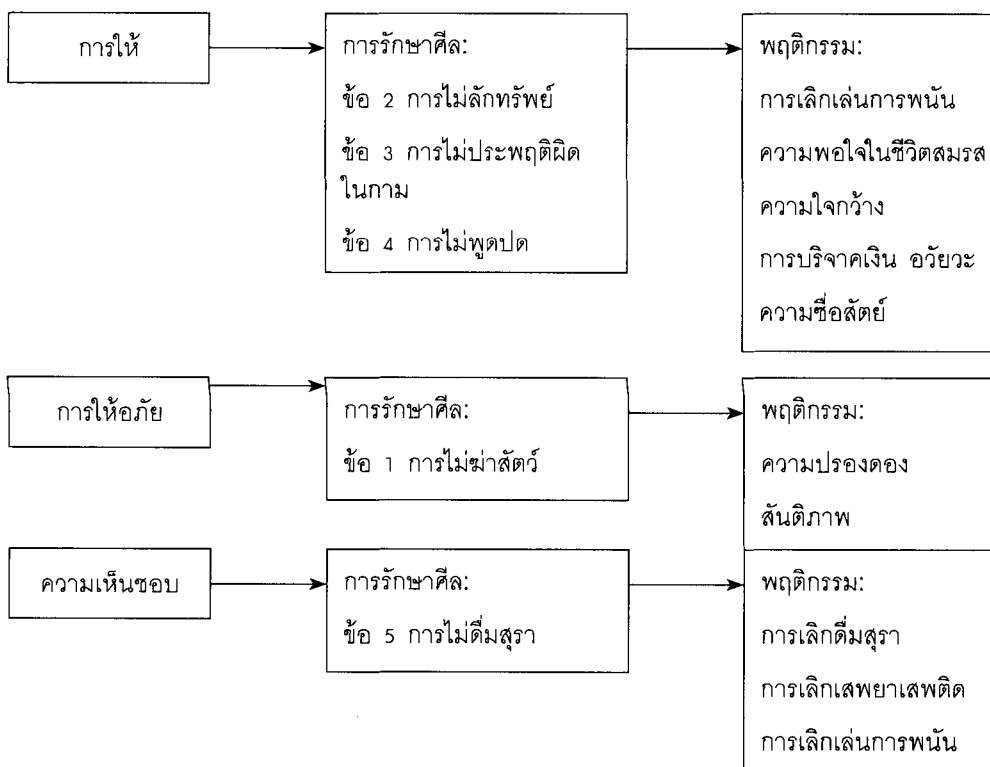 การให้
การรักษาศีล:
ข้อ 2 การไม่ลักทรัพย์
ข้อ 3 การไม่ประพฤติผิด
ในกาม
ข้อ 4 การไม่พูดปด
พฤติกรรม:
การเลิกเล่นการพนัน
ความพอใจในชีวิตสมรส
ความใจกว้าง
การบริจาคเงิน อวัยวะ
ความซื่อสัตย์
การให้อภัย
การรักษาศีล:
ข้อ 1 การไม่ฆ่าสัตว์
พฤติกรรม:
ความปรองดอง
สันติภาพ
ความเห็นชอบ
การรักษาศีล:
ข้อ 5 การไม่ดื่มสุรา
พฤติกรรม:
การเลิกดื่มสุรา
การเลิกเสพยาเสพติด
การเลิกเล่นการพนัน